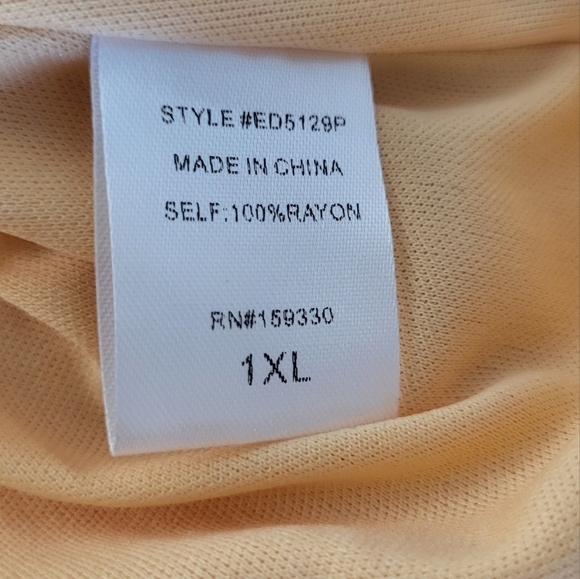 STYLE #ED5129P
MADE IN CHINA
SELF:100%RAYON
RN#159330
1XL